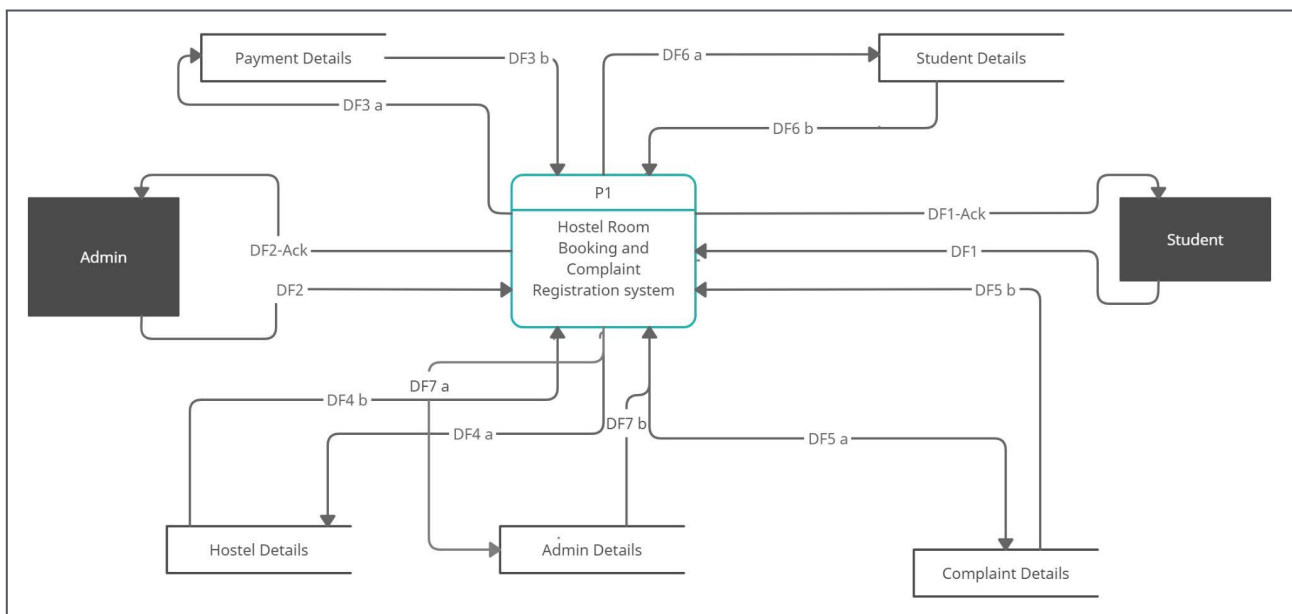 Payment Details
DF3 b
DF6 a
Student Details
DF3 a
DF6 b
P1
Hostel Room
Booking and
Complaint
Registration system
Admin
DF2-Ack
DF2
DF1-Ack
DF1
Student
DF5 b
DF7 a
DF4 b
DF4 a
DF7 b
DF5 a
Hostel Details
Admin Details
Complaint Details